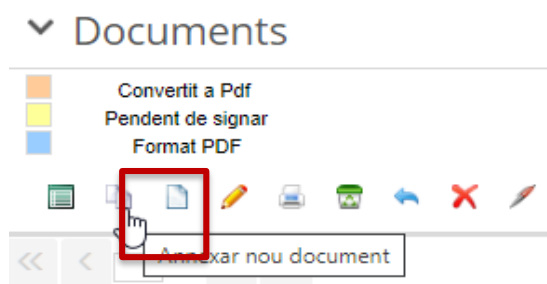 Documents
Convertit a Pdf
Pendent de signar
Format PDF
Annexar nou document